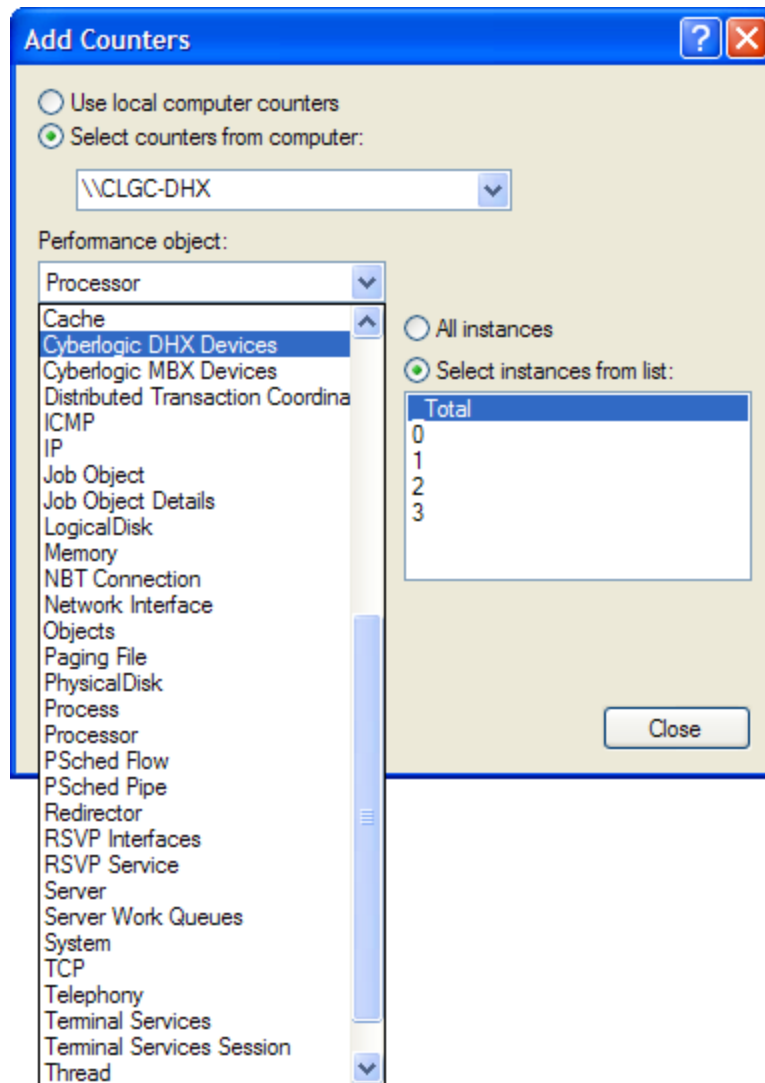 Add Counters
Use local computer counters
Select counters from computer:
\\CLGC-DHX
Performance object:
Processor
Cache
Cyberlogic DHX Devices
Cyberlogic MBX Devices
Distributed Transaction Coordina
ICMP
IP
Job Object
Job Object Details
LogicalDisk
Memory
NBT Connection
Network Interface
Objects
Paging File
PhysicalDisk
Process
Processor
PSched Flow
PSched Pipe
Redirector
RSVP Interfaces
RSVP Service
Server
Server Work Queues
System
TCP
Telephony
Terminal Services
Terminal Services Session
Thread
All instances
Select instances from list:
_Total
0
1
2
3
Close